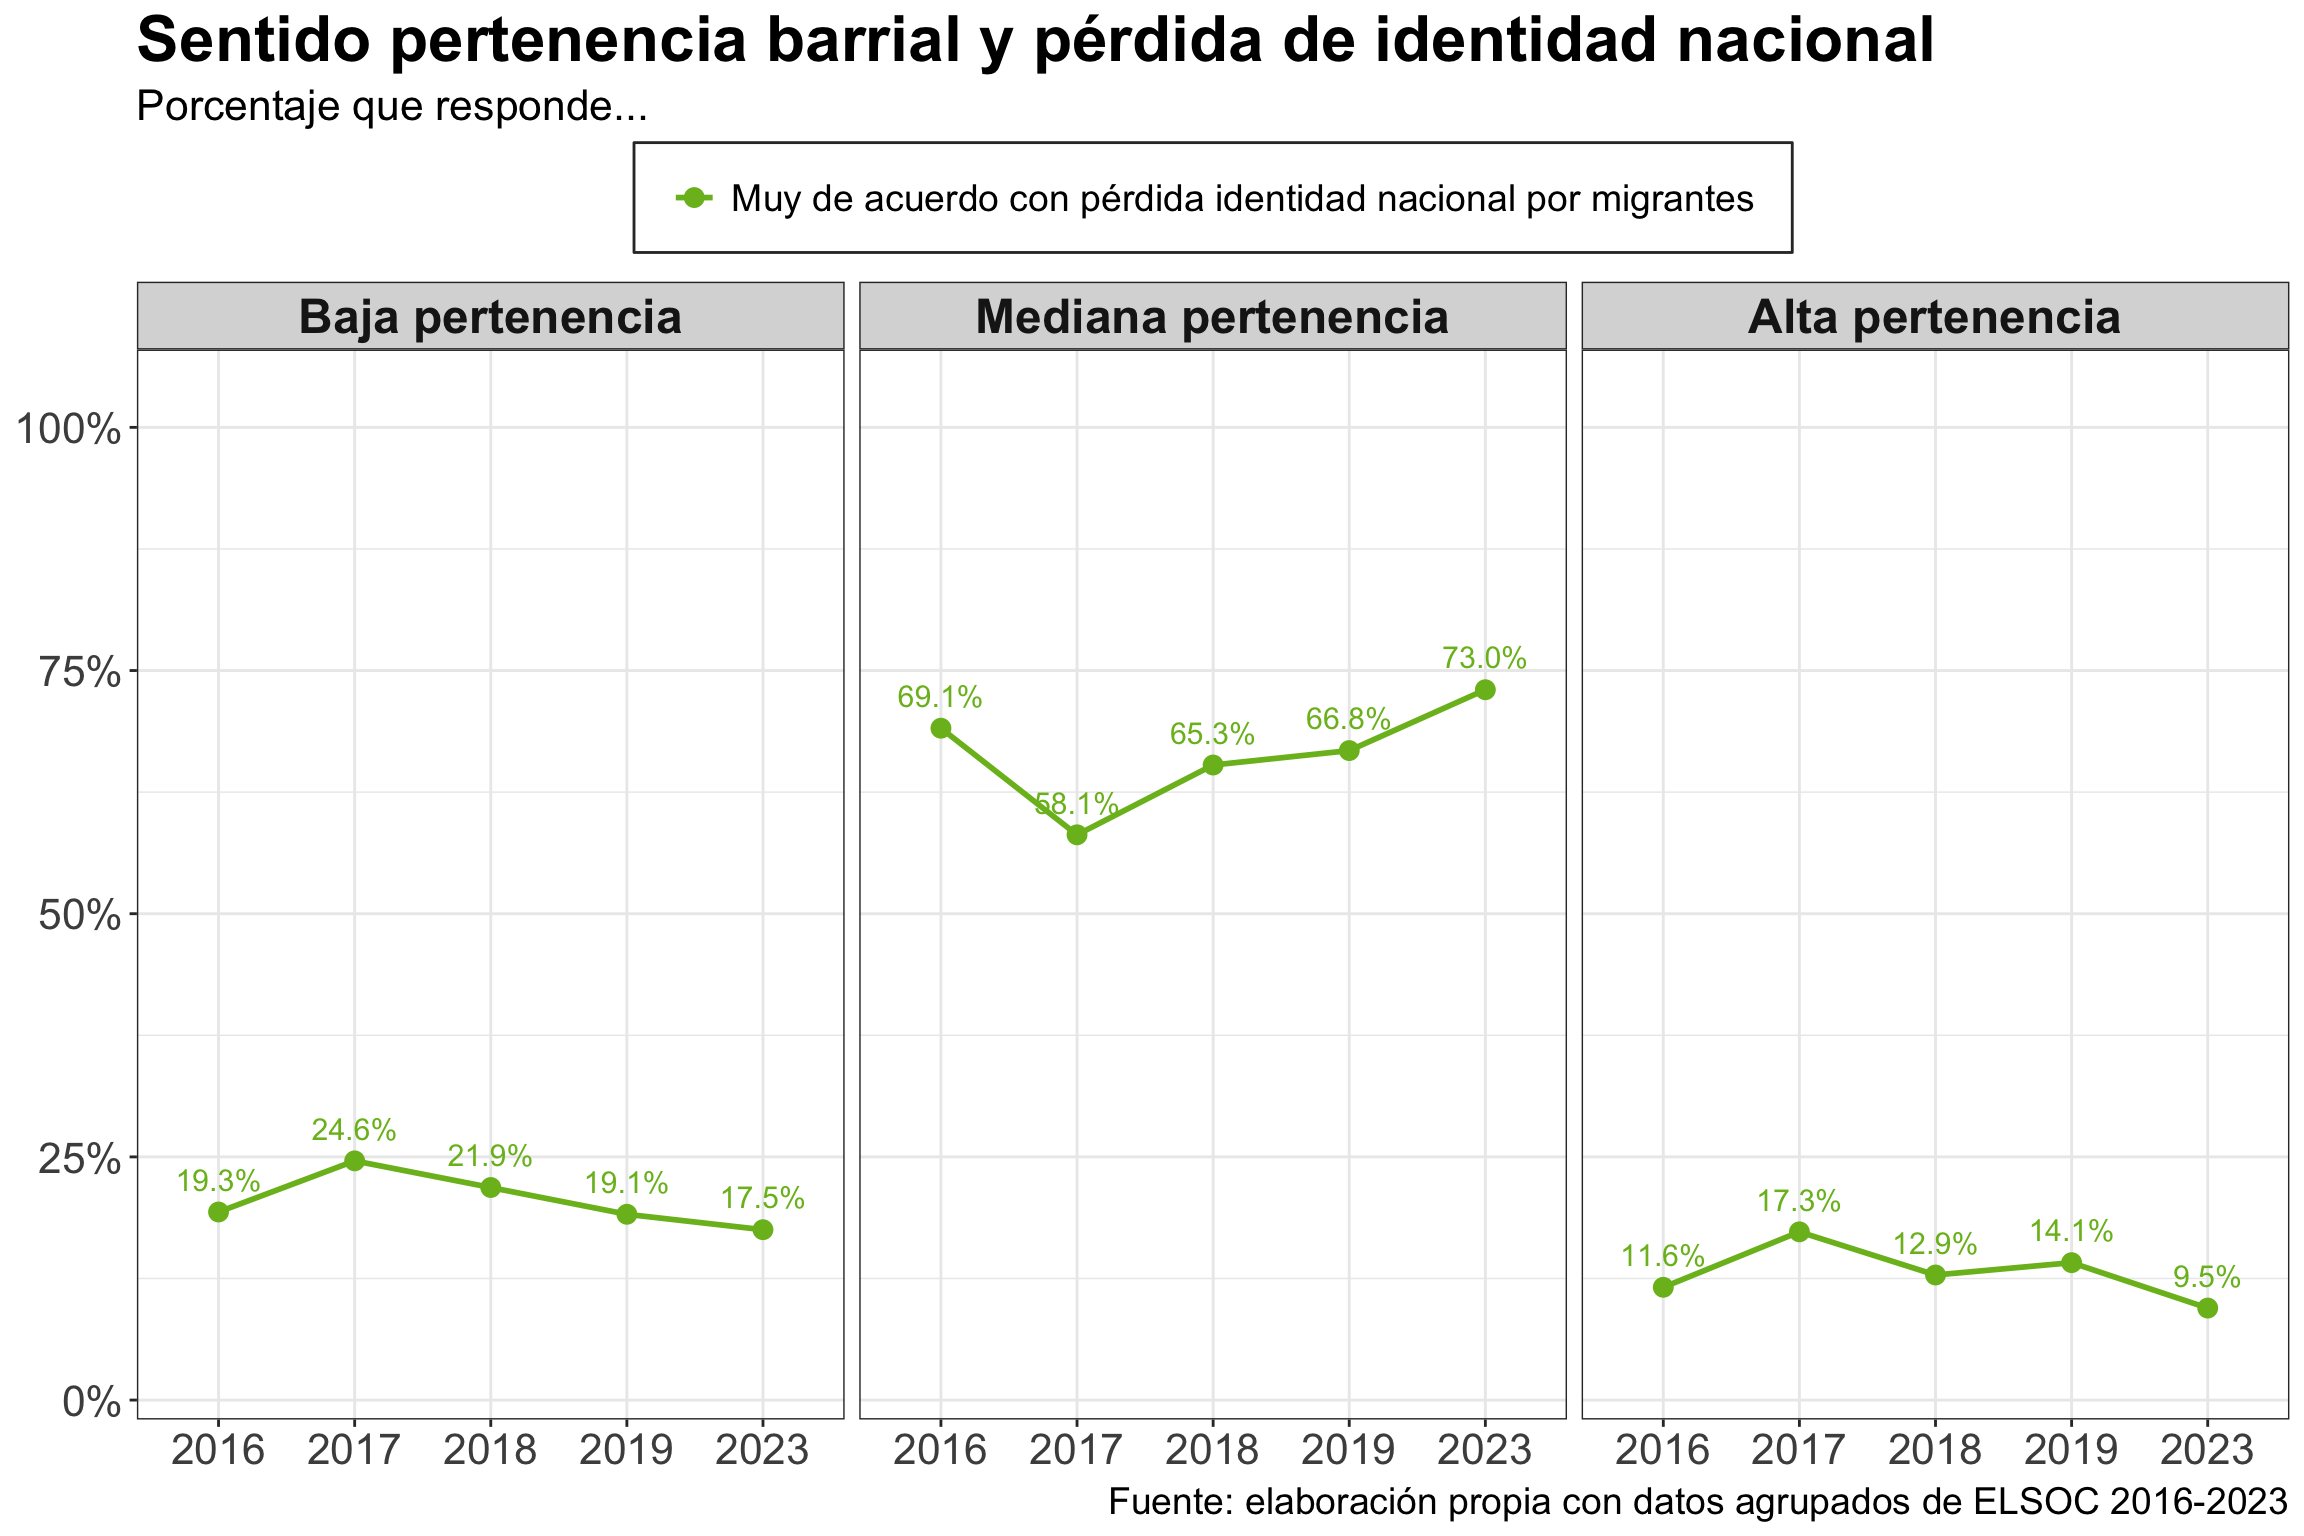 Sentido pertenencia barrial y pérdida de identidad nacional
Porcentaje que responde...
Muy de acuerdo con pérdida identidad nacional por migrantes
Baja pertenencia
Mediana pertenencia
Alta pertenencia
100%
75%
50%
25%
0%
19.3%
24.6%
21.9%
19.1%
17.5%
69.1%
58.1%
65.3%
66.8%
73.0%
11.6%
17.3%
12.9%
14.1%
9.5%
2016 2017 2018 2019 2023
2016 2017 2018 2019 2023
2016 2017 2018 2019 2023
Fuente: elaboración propia con datos agrupados de ELSOC 2016-2023